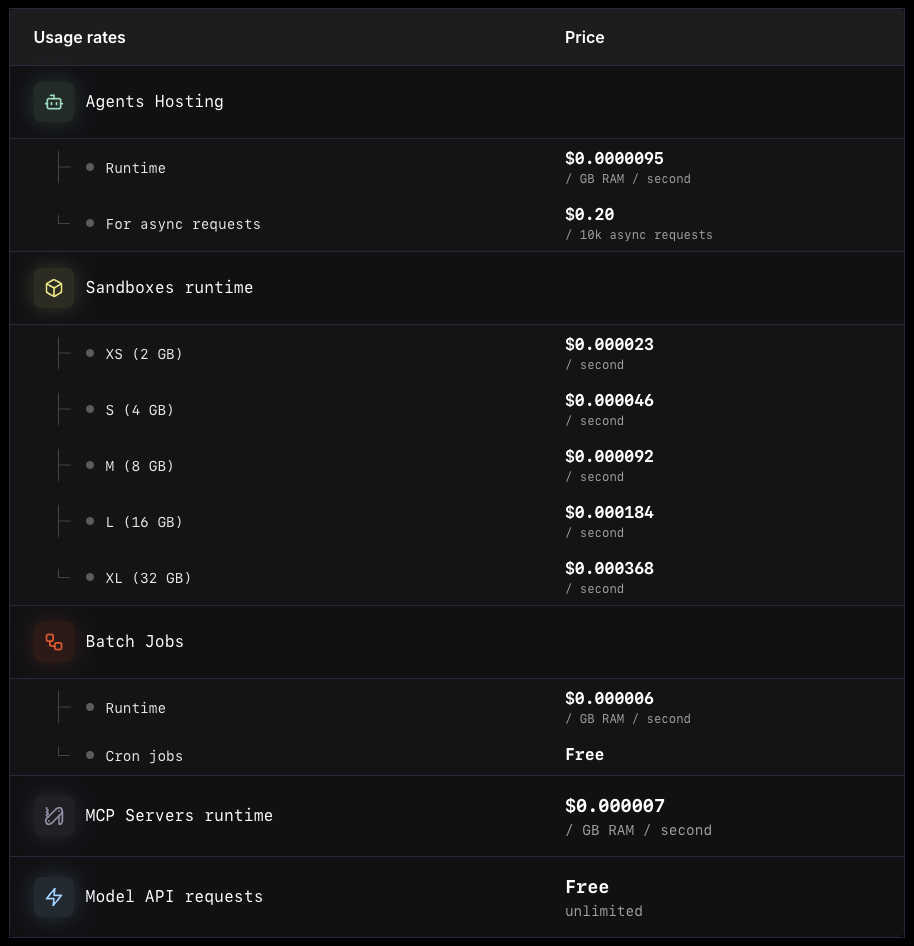 Usage rates Price
Agents Hosting
Runtime $0.0000095
/ GB RAM / second
For async requests $0.20
/ 10k async requests
Sandboxes runtime
XS (2 GB) $0.000023
/ second
S (4 GB) $0.000046
/ second
M (8 GB) $0.000092
/ second
L (16 GB) $0.000184
/ second
XL (32 GB) $0.000368
/ second
Batch Jobs
Runtime $0.000006
/ GB RAM / second
Cron jobs Free
MCP Servers runtime $0.000007
/ GB RAM / second
Model API requests Free
unlimited